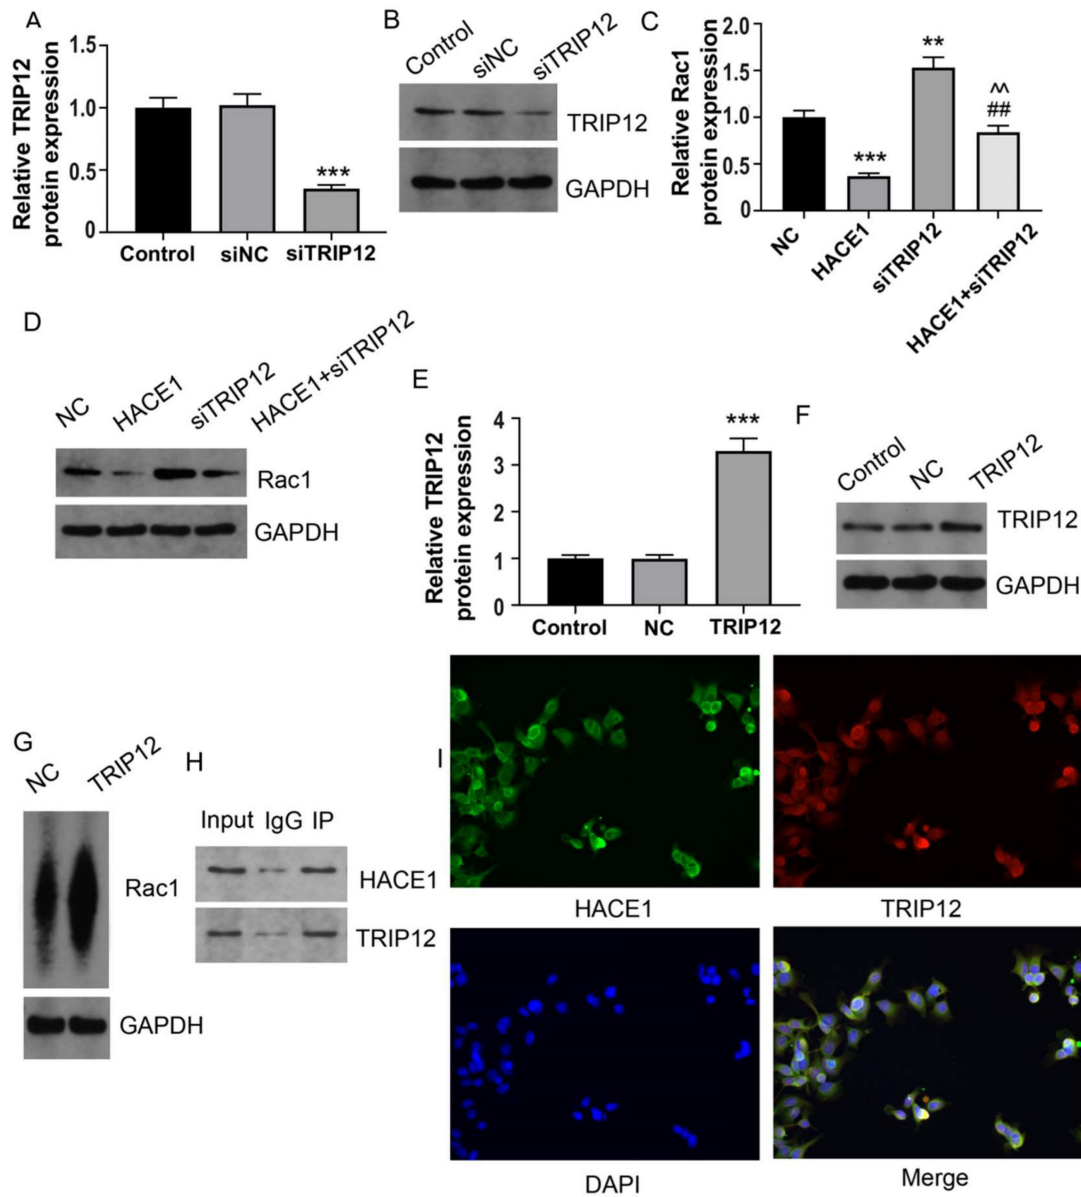 A
Relative TRIP12
protein expression
1.5
1.0
0.5
0
***
Control siNC siTRIP12
B
Control siNC siTRIP12
TRIP12
GAPDH
C
Relative Rac1
protein expression
2.0
1.5
1.0
0.5
0.0
***
**
^^
##
NC HACE1 siTRIP12 HACE1+siTRIP12
D
NC HACE1 siTRIP12 HACE1+siTRIP12
Rac1
GAPDH
E
Relative TRIP12
protein expression
4
3
2
1
0
***
Control NC TRIP12
F
Control NC TRIP12
TRIP12
GAPDH
G
NC TRIP12
Rac1
GAPDH
H
Input IgG IP
HACE1
TRIP12
I
HACE1 TRIP12
DAPI Merge